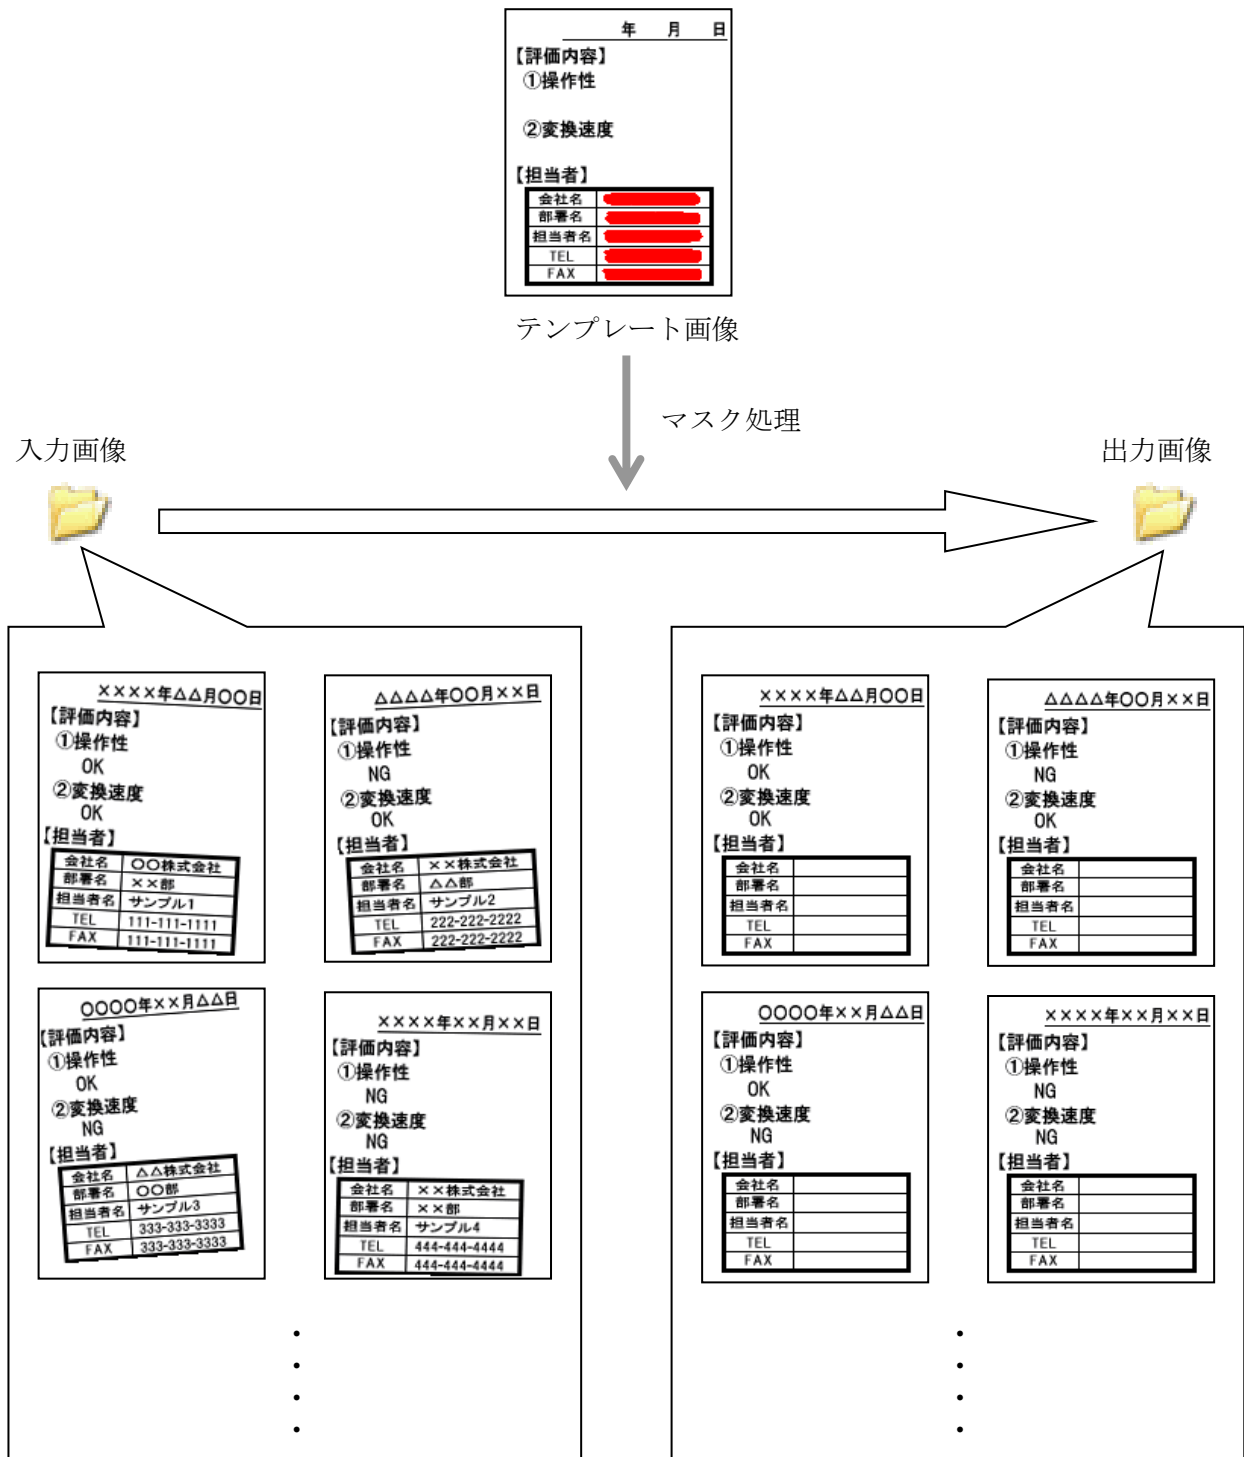 年 月 日
【評価内容】
①操作性
②変換速度
【担当者】
会社名
部署名
担当者名
TEL
FAX
テンプレート画像
マスク処理
入力画像
出力画像
××××年△△月〇〇日
【評価内容】
①操作性
OK
②変換速度
OK
【担当者】
会社名 〇〇株式会社
部署名 ××部
担当者名 サンプル1
TEL 111-111-1111
FAX 111-111-1111
△△△△年〇〇月××日
【評価内容】
①操作性
NG
②変換速度
OK
【担当者】
会社名 ××株式会社
部署名 △△部
担当者名 サンプル2
TEL 222-222-2222
FAX 222-222-2222
〇〇〇〇年××月△△日
【評価内容】
①操作性
OK
②変換速度
NG
【担当者】
会社名 △△株式会社
部署名 〇〇部
担当者名 サンプル3
TEL 333-333-3333
FAX 333-333-3333
××××年××月××日
【評価内容】
①操作性
NG
②変換速度
NG
【担当者】
会社名 ××株式会社
部署名 ××部
担当者名 サンプル4
TEL 444-444-4444
FAX 444-444-4444
××××年△△月〇〇日
【評価内容】
①操作性
OK
②変換速度
OK
【担当者】
会社名
部署名
担当者名
TEL
FAX
△△△△年〇〇月××日
【評価内容】
①操作性
NG
②変換速度
OK
【担当者】
会社名
部署名
担当者名
TEL
FAX
〇〇〇〇年××月△△日
【評価内容】
①操作性
OK
②変換速度
NG
【担当者】
会社名
部署名
担当者名
TEL
FAX
××××年××月××日
【評価内容】
①操作性
NG
②変換速度
NG
【担当者】
会社名
部署名
担当者名
TEL
FAX